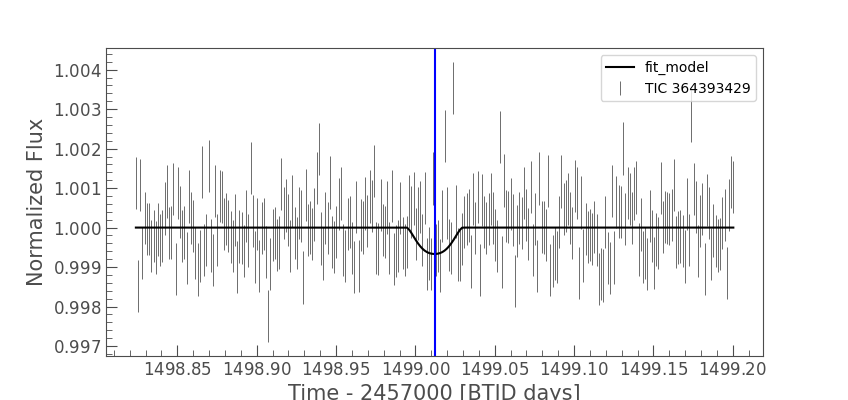 fit_model
TIC 364393429
1.004
1.003
1.002
1.001
1.000
0.999
0.998
0.997
Normalized Flux
1498.85 1498.90 1498.95 1499.00 1499.05 1499.10 1499.15 1499.20
Time - 2457000 [BTJD days]